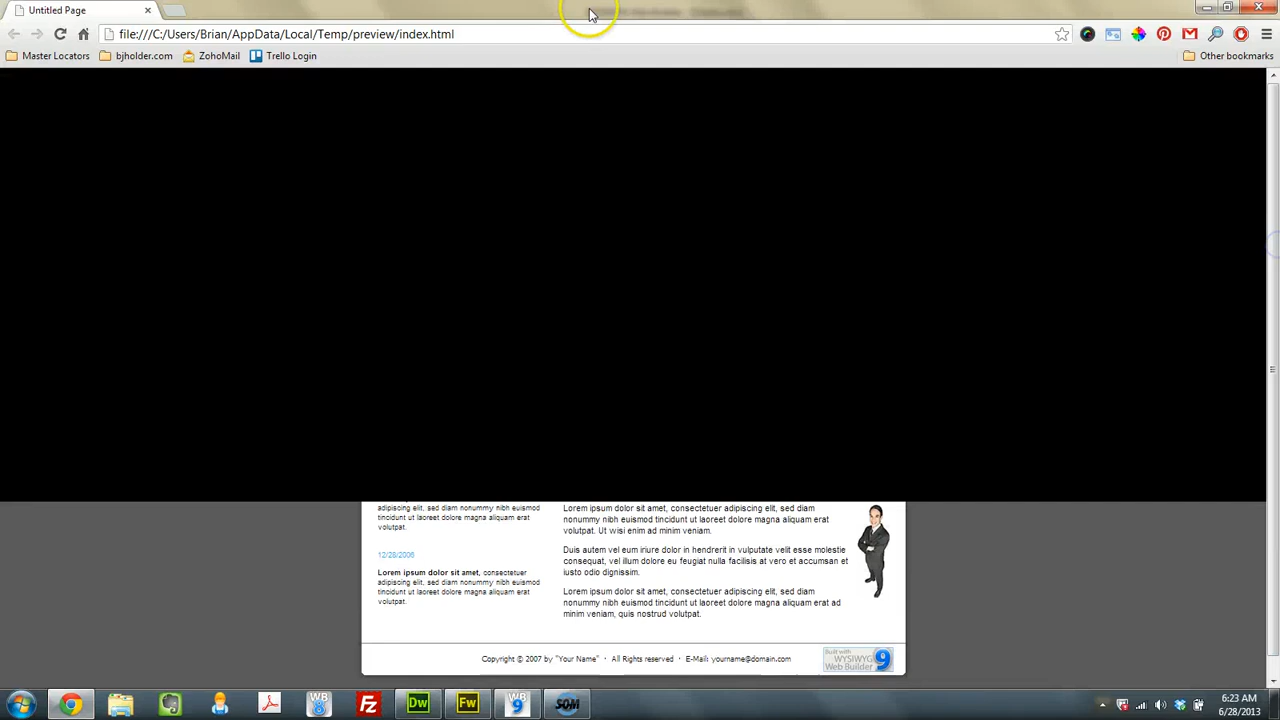 Untitled Page
file:///C:/Users/Brian/AppData/Local/Temp/preview/index.html
Master Locators
bjholder.com
ZohoMail
Trello Login
Other bookmarks
adipiscing elit, sed diam nonummy nibh euismod
tincidunt ut laoreet dolore magna aliquam erat
volutpat.
12/28/2006
Lorem ipsum dolor sit amet, consectetuer
adipiscing elit, sed diam nonummy nibh euismod
tincidunt ut laoreet dolore magna aliquam erat
volutpat.
Lorem ipsum dolor sit amet, consectetuer adipiscing elit, sed diam
nonummy nibh euismod tincidunt ut laoreet dolore magna aliquam erat
volutpat. Ut wisi enim ad minim veniam.
Duis autem vel eum iriure dolor in hendrerit in vulputate velit esse molestie
consequat, vel illum dolore eu feugiat nulla facilisis at vero et accumsan et
iusto odio dignissim.
Lorem ipsum dolor sit amet, consectetuer adipiscing elit, sed diam
nonummy nibh euismod tincidunt ut laoreet dolore magna aliquam erat ad
minim veniam, quis nostrud volutpat.
Copyright © 2007 by "Your Name" · All Rights reserved · E-Mail: yourname@domain.com
Built with
WYSIWYG
Web Builder
9
WB
8
Fz
Dw
Fw
WB
9
SOM
6:23 AM
6/28/2013